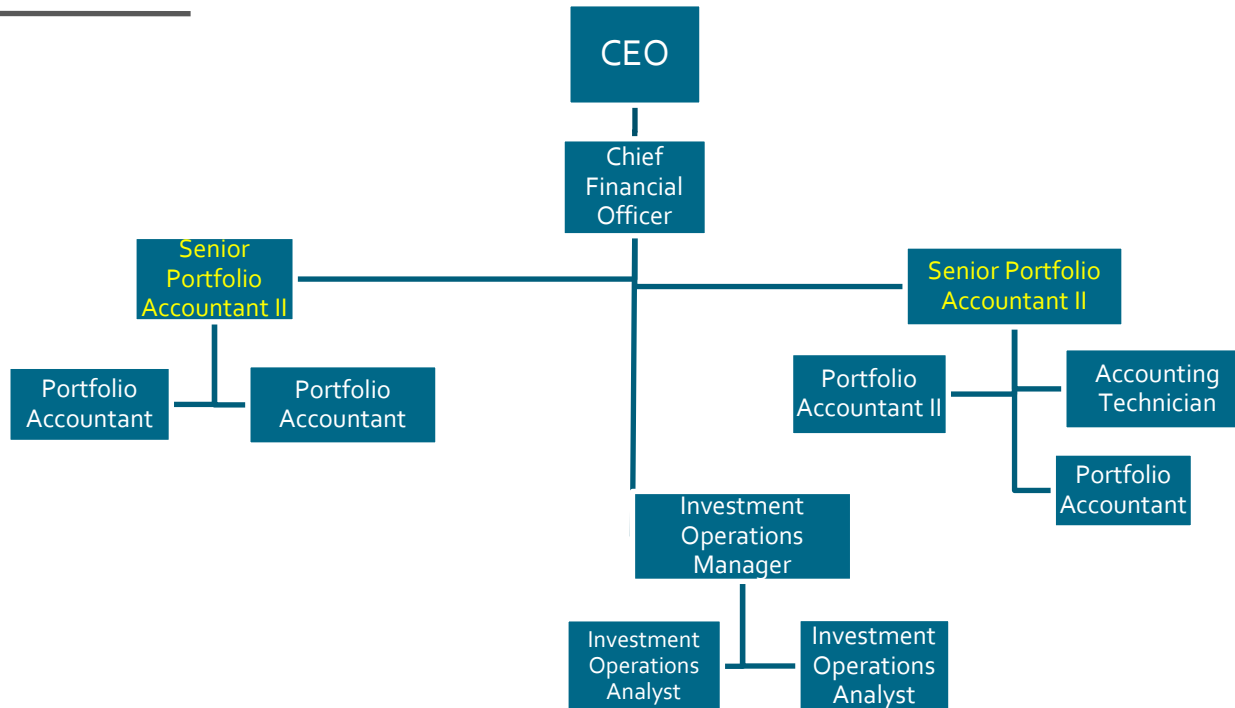 CEO
Chief
Financial
Officer
Senior
Portfolio
Accountant II
Senior Portfolio
Accountant II
Portfolio
Accountant
Portfolio
Accountant
Portfolio
Accountant II
Accounting
Technician
Portfolio
Accountant
Investment
Operations
Manager
Investment
Operations
Analyst
Investment
Operations
Analyst